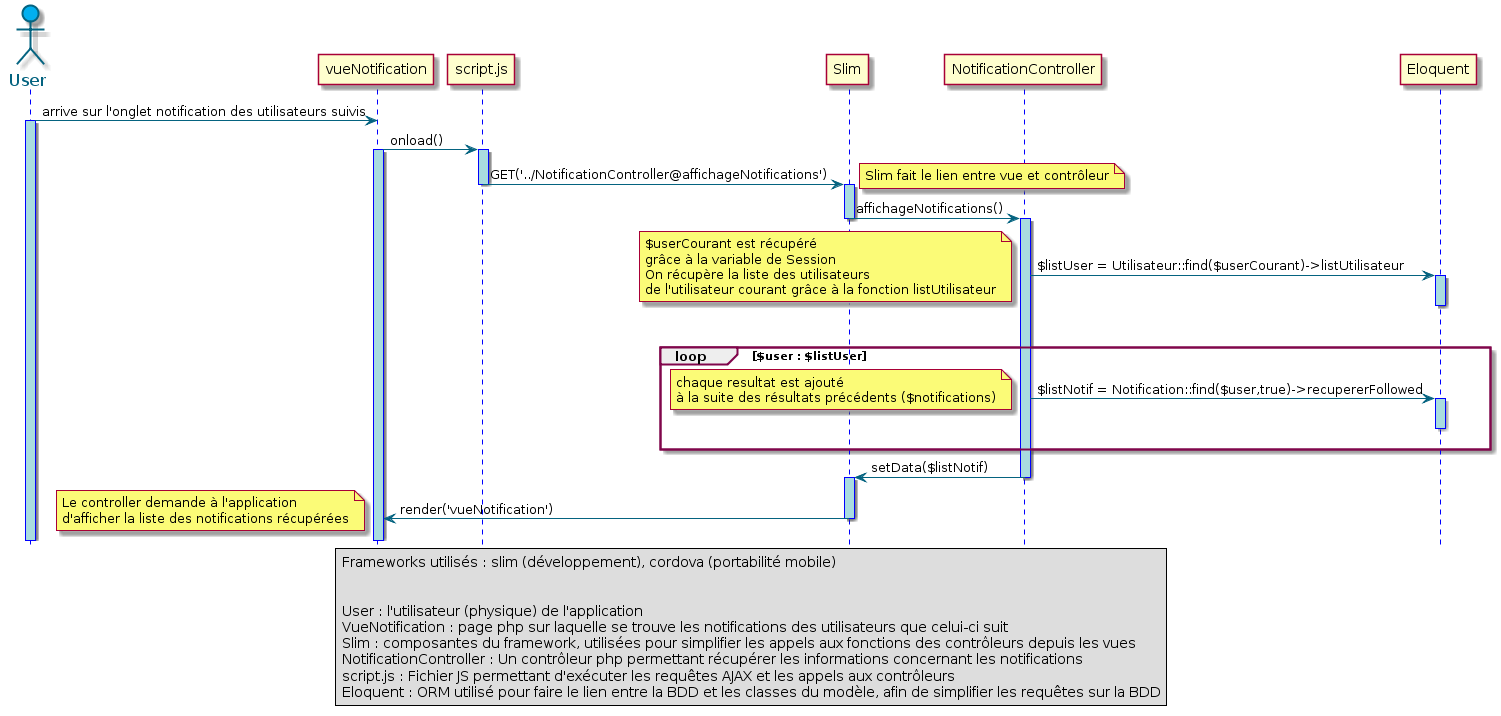 User
vueNotification
script.js
Slim
NotificationController
Eloquent
arrive sur l'onglet notification des utilisateurs suivis
onload()
GET('../NotificationController@affichageNotifications')
Slim fait le lien entre vue et contrôleur
affichageNotifications()
$userCourant est récupéré
grâce à la variable de Session
On récupère la liste des utilisateurs
de l'utilisateur courant grâce à la fonction listUtilisateur
$listUser = Utilisateur::find($userCourant)->listUtilisateur
loop [$user : $listUser]
chaque resultat est ajouté
à la suite des résultats précédents ($notifications)
$listNotif = Notification::find($user,true)->recupererFollowed
setData($listNotif)
Le controller demande à l'application
d'afficher la liste des notifications récupérées
render('vueNotification')
Frameworks utilisés : slim (développement), cordova (portabilité mobile)
User : l'utilisateur (physique) de l'application
VueNotification : page php sur laquelle se trouve les notifications des utilisateurs que celui-ci suit
Slim : composantes du framework, utilisées pour simplifier les appels aux fonctions des contrôleurs depuis les vues
NotificationController : Un contrôleur php permettant récupérer les informations concernant les notifications
script.js : Fichier JS permettant d'exécuter les requêtes AJAX et les appels aux contrôleurs
Eloquent : ORM utilisé pour faire le lien entre la BDD et les classes du modèle, afin de simplifier les requêtes sur la BDD